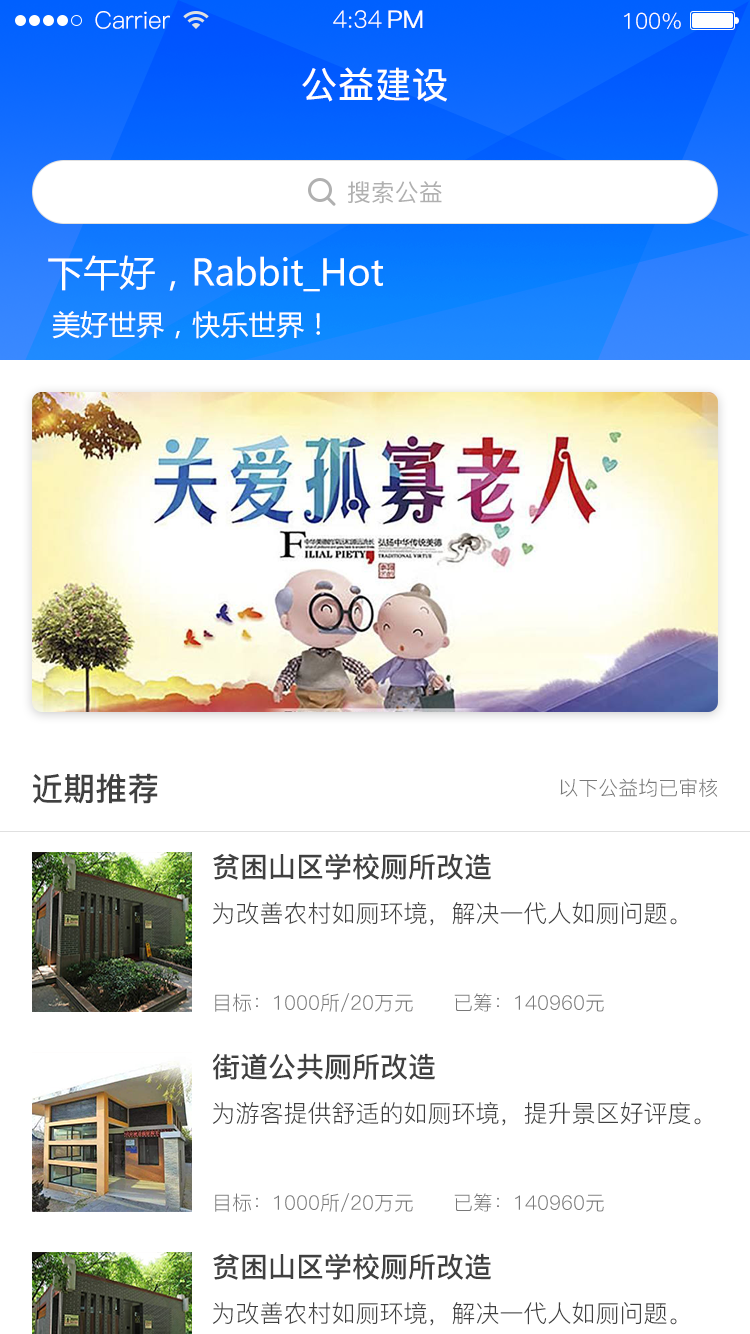 Carrier 4:34 PM 100%
公益建设
搜索公益
下午好，Rabbit_Hot
美好世界，快乐世界！
关爱孤寡老人
FILIAL PIETY
弘扬中华传统美德
TRADITIONAL VIRTUE
近期推荐 以下公益均已审核
贫困山区学校厕所改造
为改善农村如厕环境，解决一代人如厕问题。
目标：1000所/20万元 已筹：140960元
街道公共厕所改造
为游客提供舒适的如厕环境，提升景区好评度。
目标：1000所/20万元 已筹：140960元
贫困山区学校厕所改造
为改善农村如厕环境，解决一代人如厕问题。